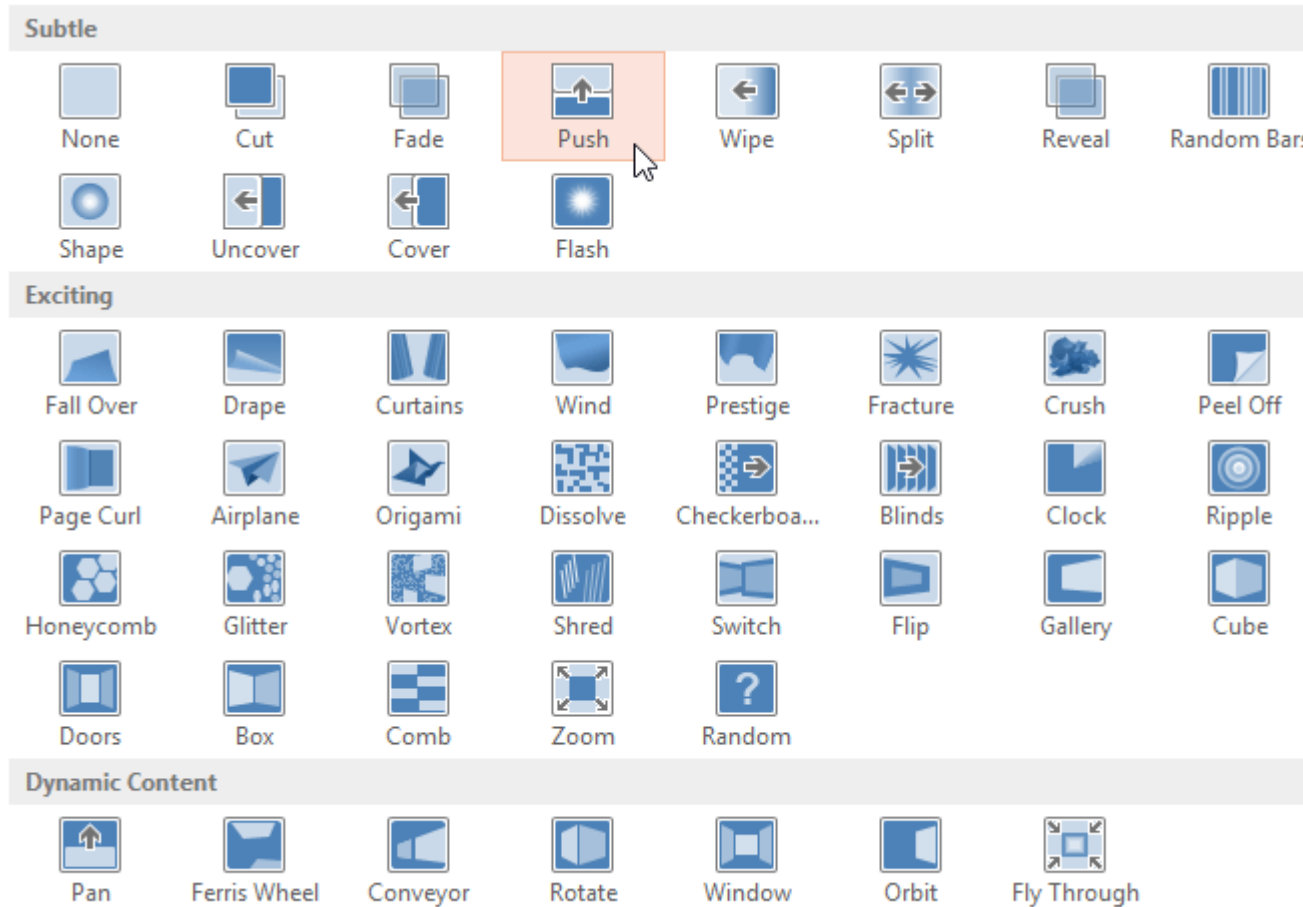 Subtle
None Cut Fade Push Wipe Split Reveal Random Bars
Shape Uncover Cover Flash
Exciting
Fall Over Drape Curtains Wind Prestige Fracture Crush Peel Off
Page Curl Airplane Origami Dissolve Checkerboa... Blinds Clock Ripple
Honeycomb Glitter Vortex Shred Switch Flip Gallery Cube
Doors Box Comb Zoom Random
?
Dynamic Content
Pan Ferris Wheel Conveyor Rotate Window Orbit Fly Through